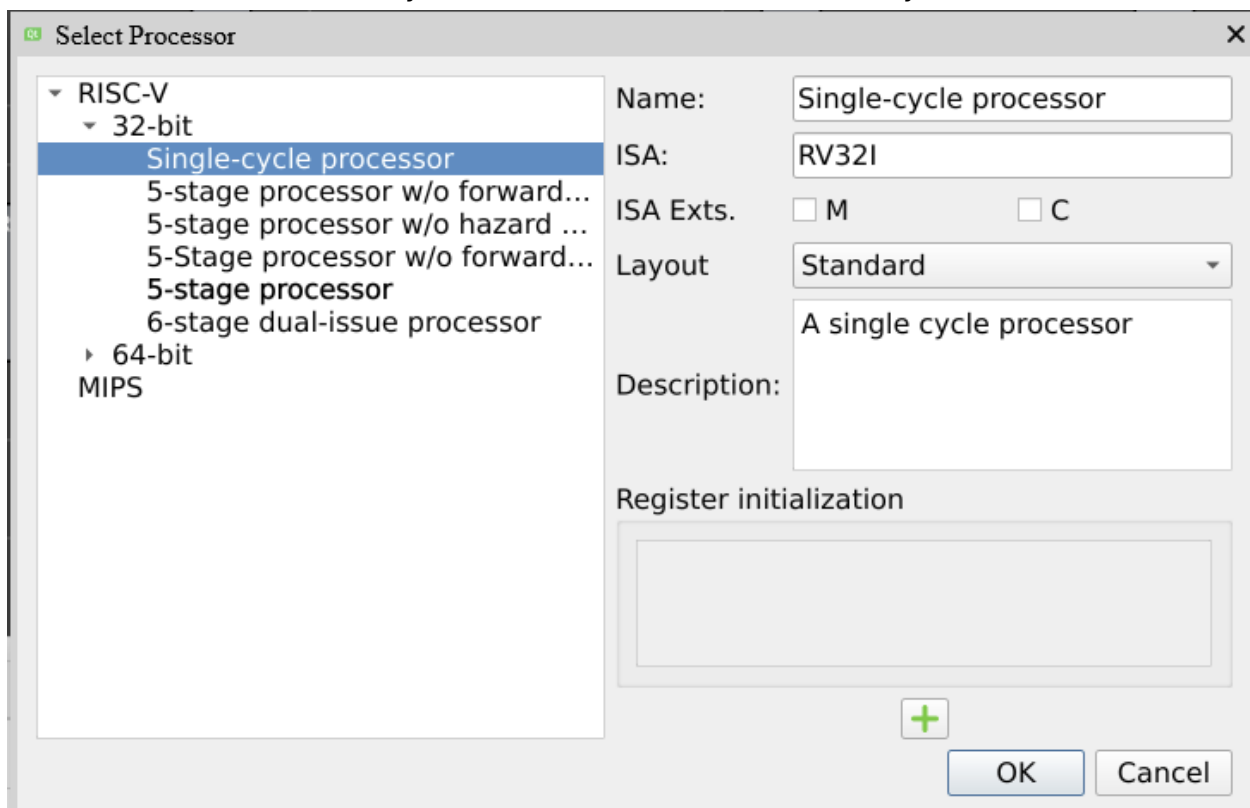 Select Processor
RISC-V
32-bit
Single-cycle processor
5-stage processor w/o forward...
5-stage processor w/o hazard ...
5-Stage processor w/o forward...
5-stage processor
6-stage dual-issue processor
64-bit
MIPS
Name: Single-cycle processor
ISA: RV32I
ISA Exts. M C
Layout Standard
Description: A single cycle processor
Register initialization
OK Cancel